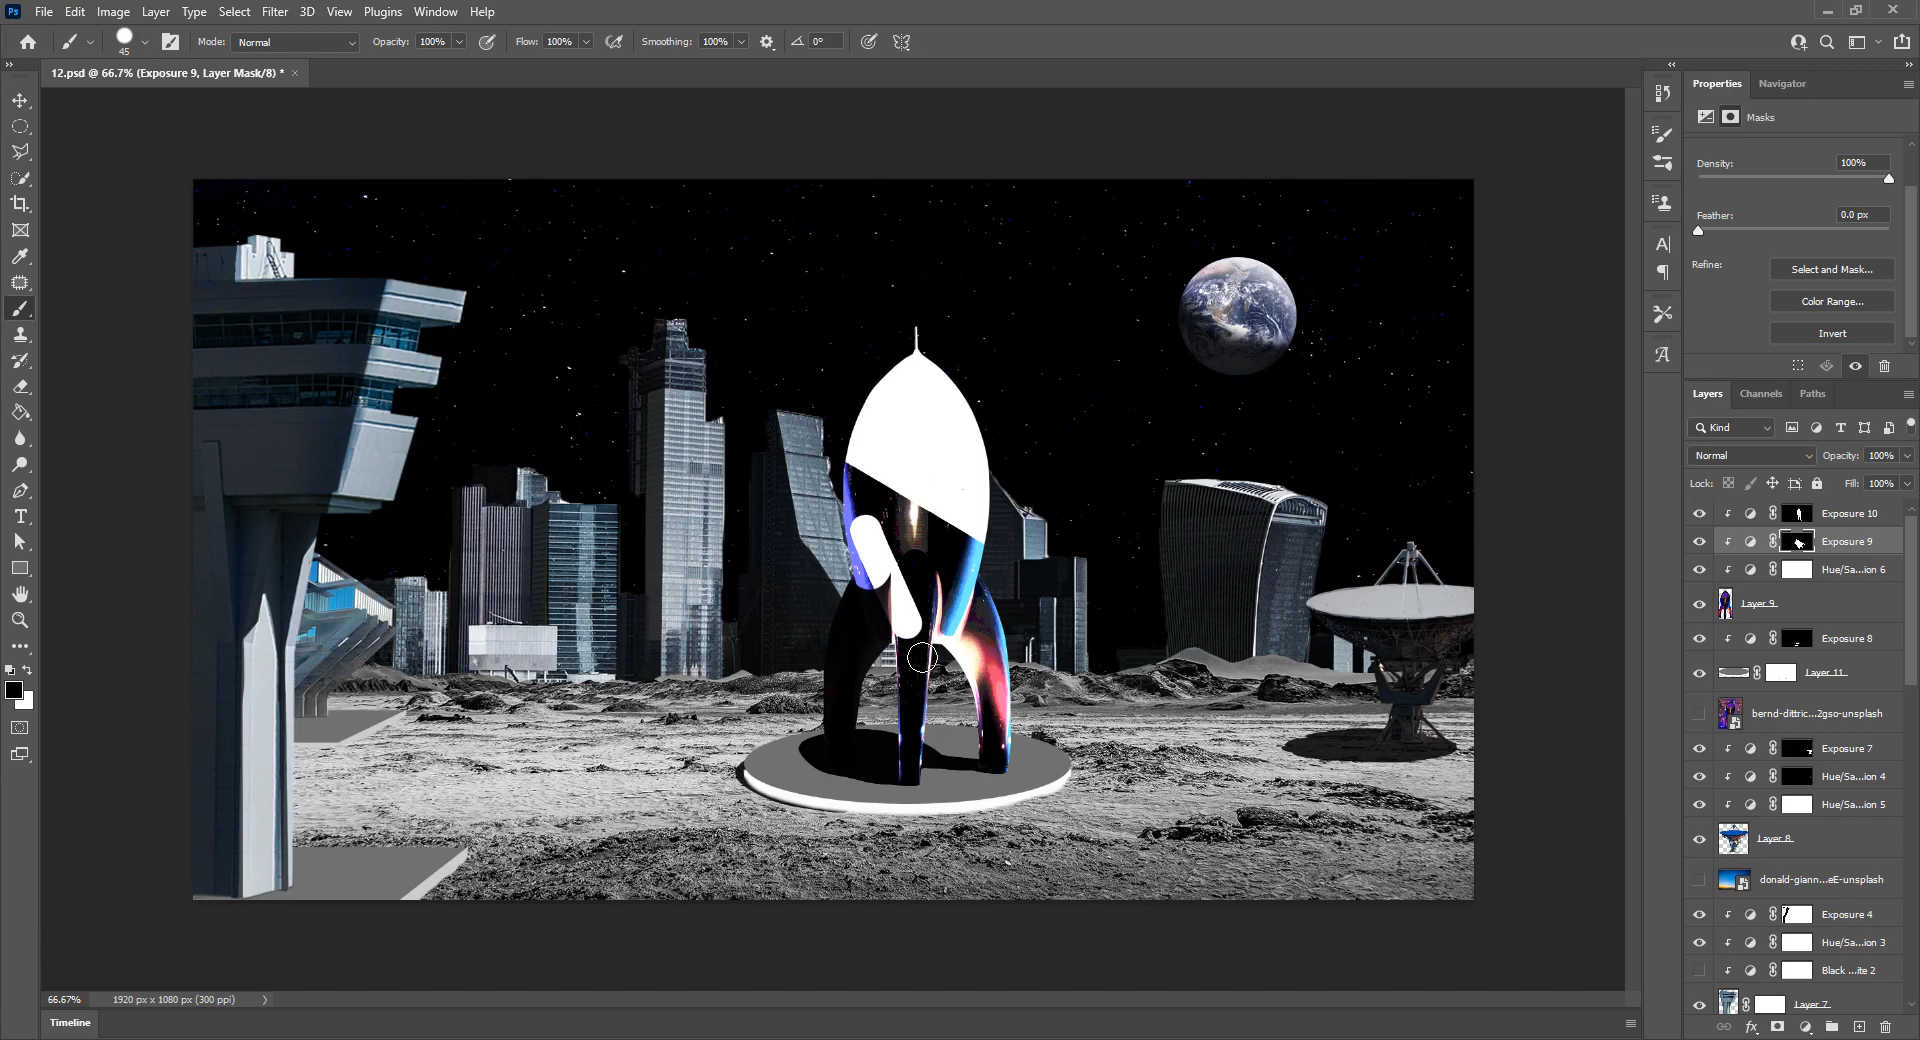 Ps File Edit Image Layer Type Select Filter 3D View Plugins Window Help
45 Mode: Normal Opacity: 100% Flow: 100% Smoothing: 100% 0°
12.psd @ 66.7% (Exposure 9, Layer Mask/8) *
Properties Navigator
Masks
Density: 100%
Feather: 0.0 px
Refine: Select and Mask...
Color Range...
Invert
Layers Channels Paths
Kind
Normal Opacity: 100%
Lock: Fill: 100%
Exposure 10
Exposure 9
Hue/Sa...ion 6
Layer 9
Exposure 8
Layer 11
bernd-dittric...2gso-unsplash
Exposure 7
Hue/Sa...ion 4
Hue/Sa...ion 5
Layer 8
donald-giann...eE-unsplash
Exposure 4
Hue/Sa...ion 3
Black ...ite 2
Layer 7
66.67% 1920 px x 1080 px (300 ppi)
Timeline